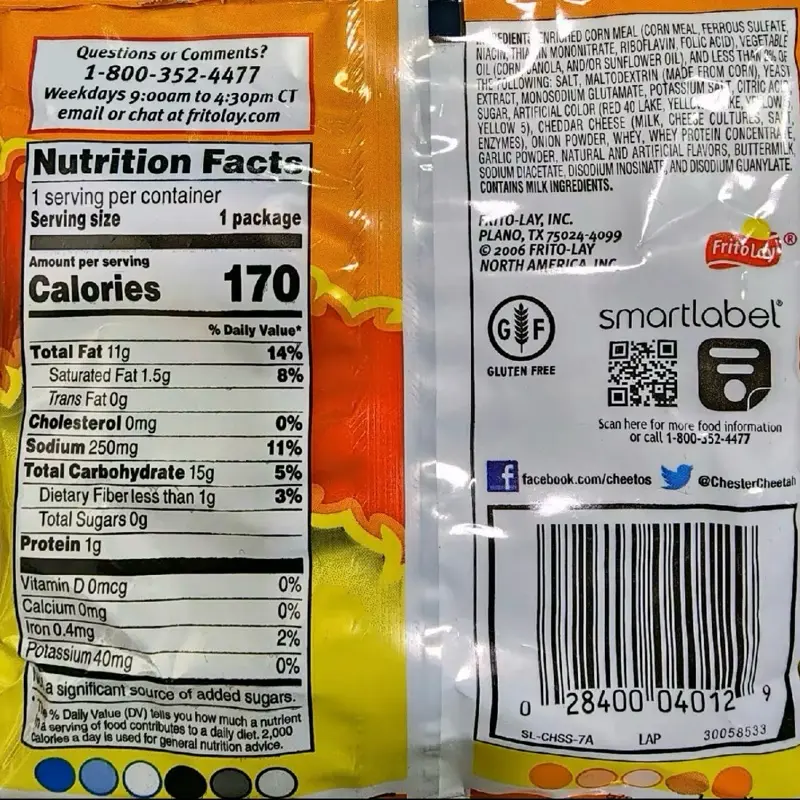 Questions or Comments?
1-800-352-4477
Weekdays 9:00am to 4:30pm CT
email or chat at fritolay.com
Nutrition Facts
1 serving per container
Serving size 1 package
Amount per serving
Calories 170
% Daily Value*
Total Fat 11g 14%
Saturated Fat 1.5g 8%
Trans Fat 0g
Cholesterol 0mg 0%
Sodium 250mg 11%
Total Carbohydrate 15g 5%
Dietary Fiber less than 1g 3%
Total Sugars 0g
Protein 1g
Vitamin D 0mcg 0%
Calcium 0mg 0%
Iron 0.4mg 2%
Potassium 40mg 0%
a significant source of added sugars.
% Daily Value (DV) tells you how much a nutrient
a serving of food contributes to a daily diet. 2,000
calories a day is used for general nutrition advice.
ENRICHED CORN MEAL (CORN MEAL, FERROUS SULFATE,
NIACIN, THIAMIN MONONITRATE, RIBOFLAVIN, FOLIC ACID), VEGETABLE
OIL (CORN, CANOLA, AND/OR SUNFLOWER OIL), AND LESS THAN 2% OF
THE FOLLOWING: SALT, MALTODEXTRIN (MADE FROM CORN), YEAST
EXTRACT, MONOSODIUM GLUTAMATE, POTASSIUM SALT, CITRIC ACID,
SUGAR, ARTIFICIAL COLOR (RED 40 LAKE,
YELLOW 5), CHEDDAR CHEESE (MILK, CHEESE CULTURES, SALT,
ENZYMES), ONION POWDER, WHEY, WHEY PROTEIN CONCENTRATE,
GARLIC POWDER, NATURAL AND ARTIFICIAL FLAVORS, BUTTERMILK,
SODIUM DIACETATE, DISODIUM INOSINATE, AND DISODIUM GUANYLATE.
CONTAINS MILK INGREDIENTS.
FRITO-LAY, INC.
PLANO, TX 75024-4099
© 2006 FRITO-LAY
NORTH AMERICA, INC.
Frito Lay®
GF
GLUTEN FREE
smartlabel®
Scan here for more food information
or call 1-800-352-4477
facebook.com/cheetos @ChesterCheetah
0 28400 04012 9
SL-CHSS-7A LAP 30058533